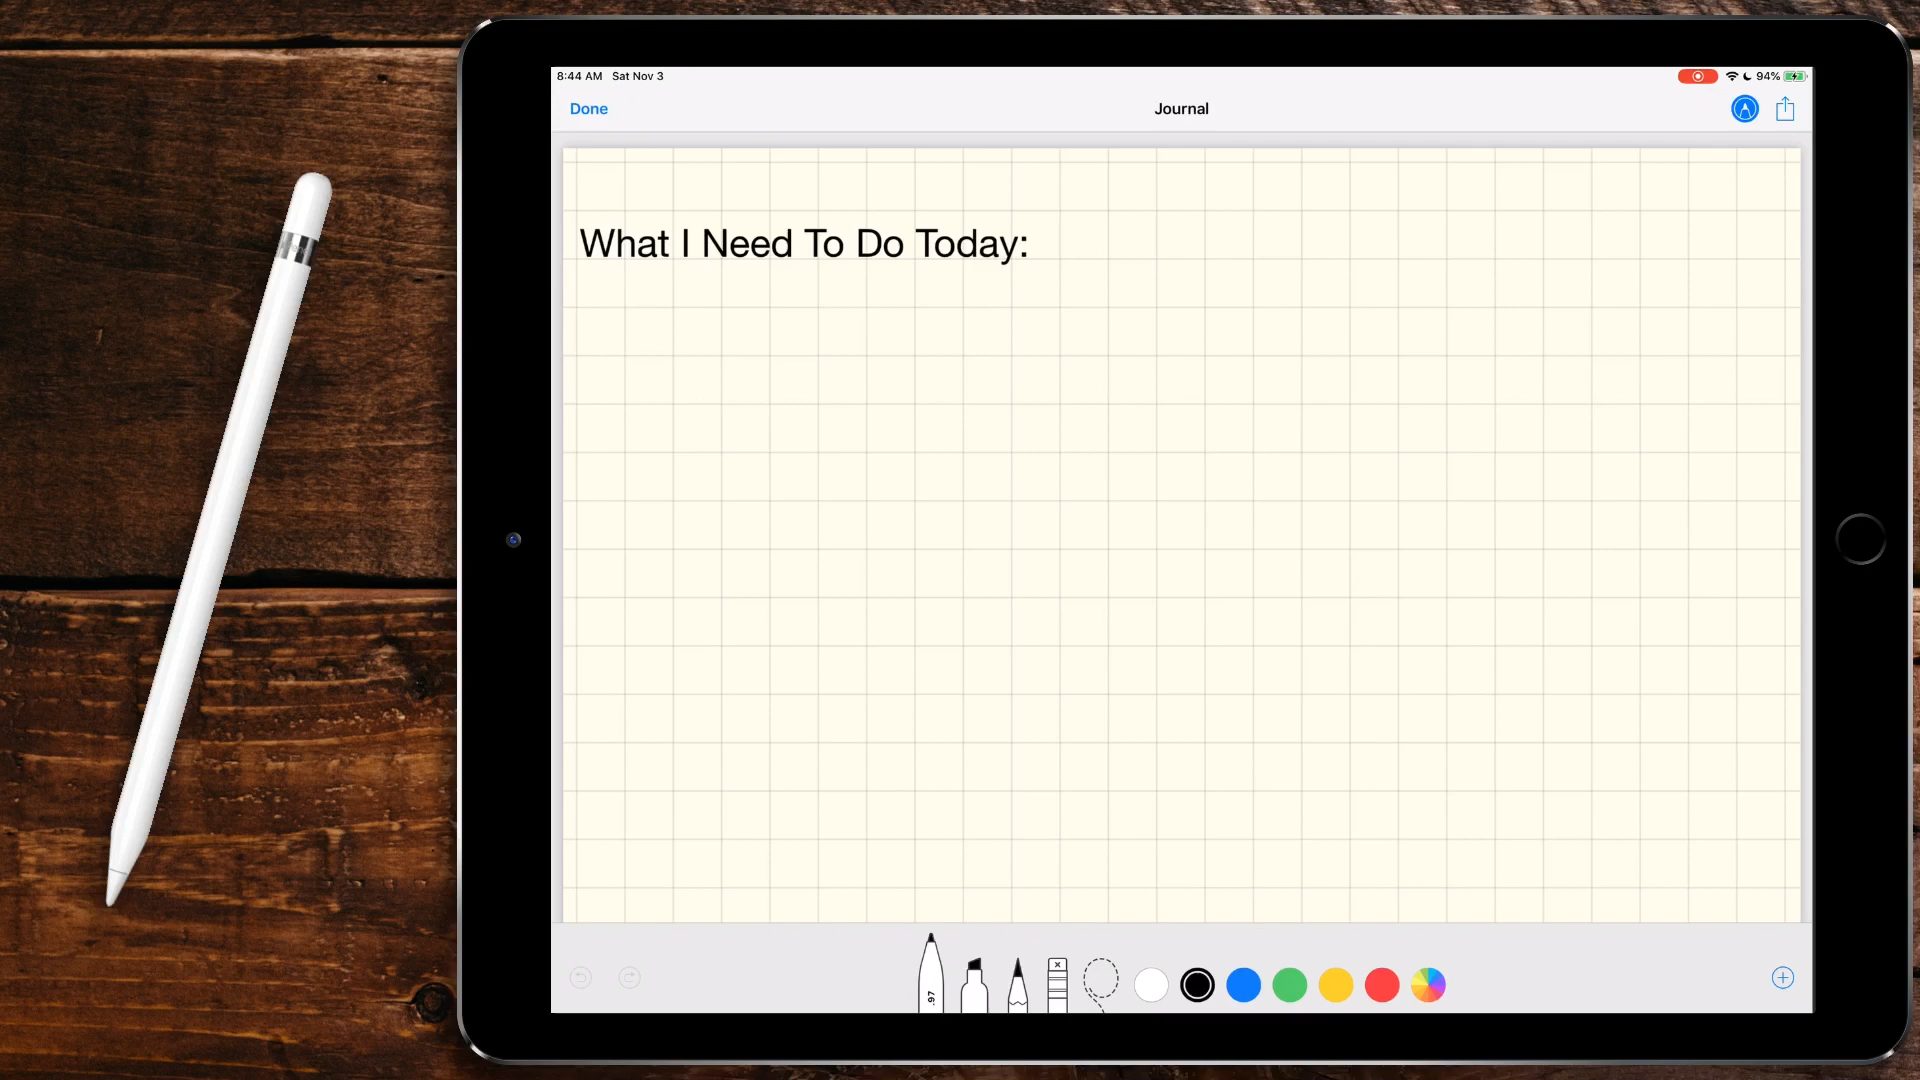 8:44 AM Sat Nov 3
94%
Done
Journal
What I Need To Do Today:
.97